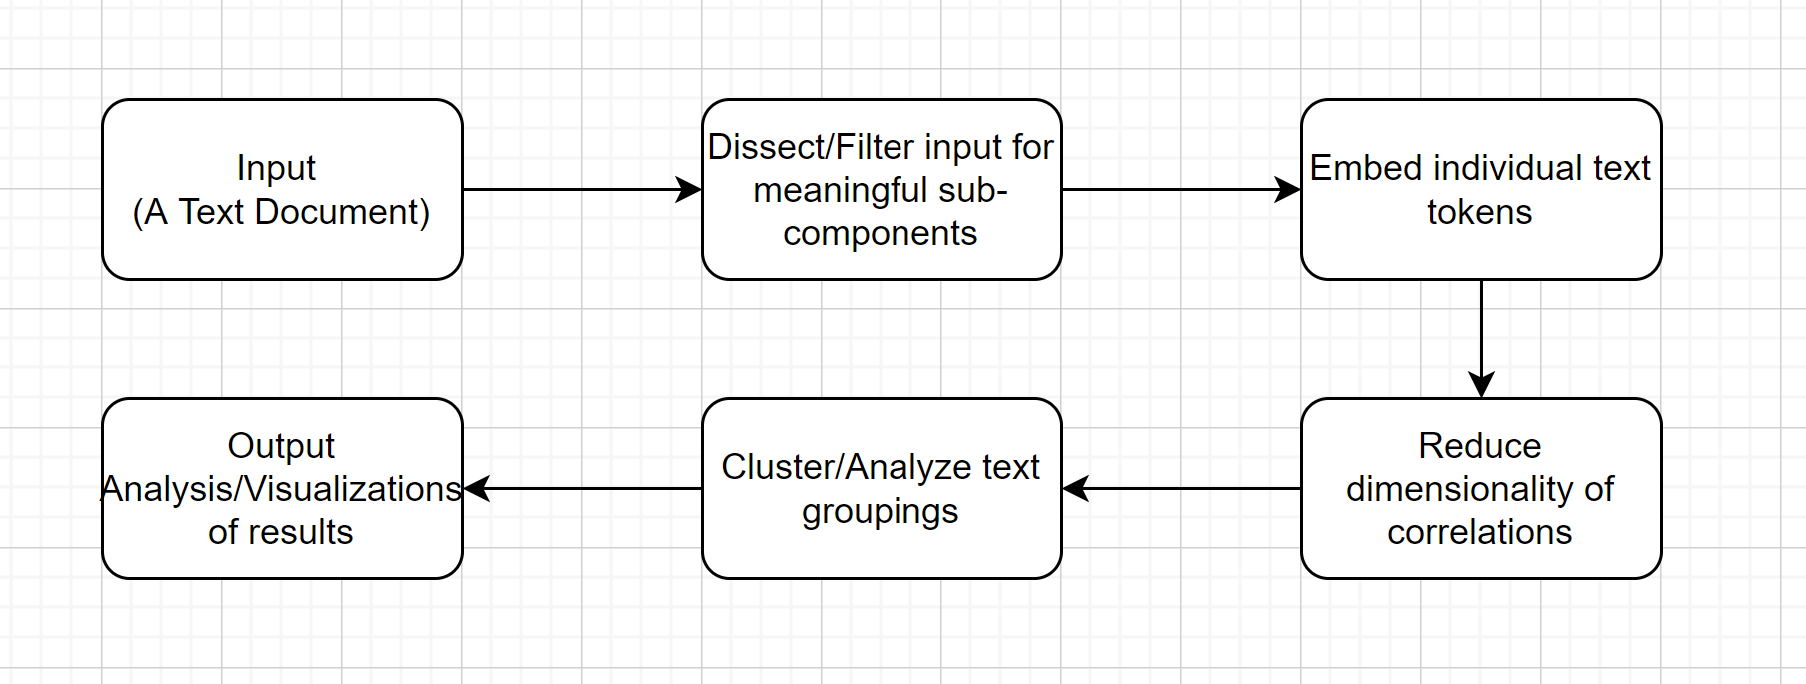 Input
(A Text Document)
Dissect/Filter input for
meaningful sub-
components
Embed individual text
tokens
Reduce
dimensionality of
correlations
Cluster/Analyze text
groupings
Output
Analysis/Visualizations
of results